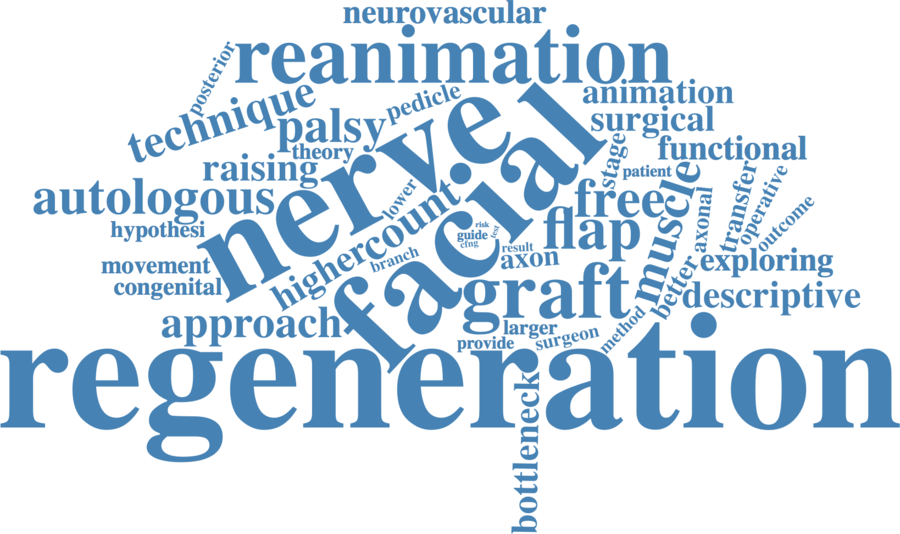 neurovascular
reanimation
posterior
technique
pedicle
animation
palsy
surgical
nerve
theory
stage
functional
raising
patient
facial
autologous
lower
free
muscle
transfer
operative
axonal
outcome
hypothesi
highercount
risk
guide
test
cfng
flap
result
branch
axon
movement
congenital
better
exploring
graft
descriptive
approach
larger
provide
surgeon
method
regeneration
bottleneck